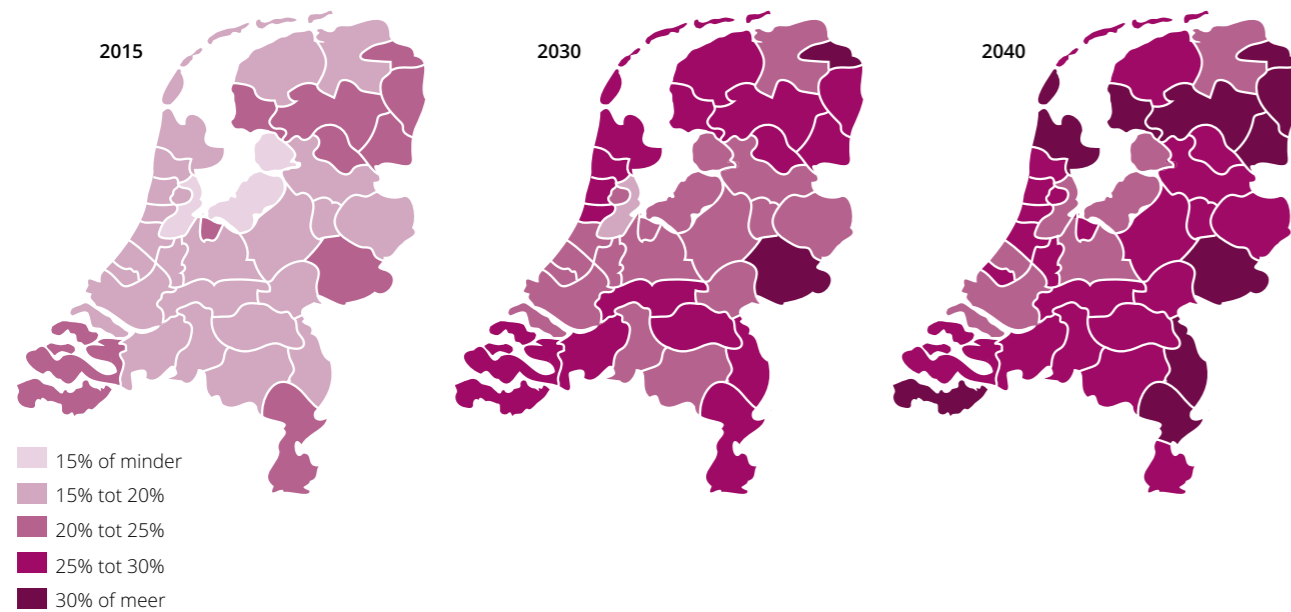 2015
2030
2040
15% of minder
15% tot 20%
20% tot 25%
25% tot 30%
30% of meer